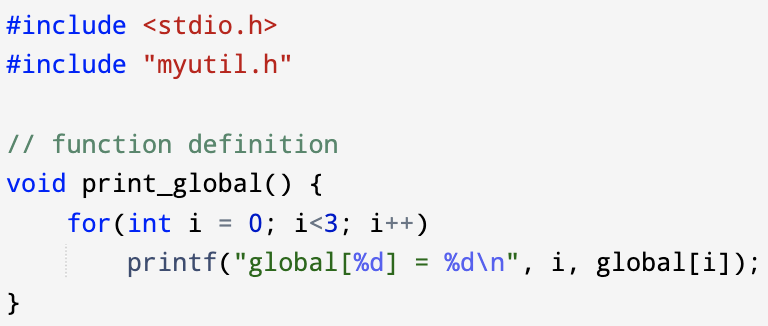 #include <stdio.h>
#include "myutil.h"

// function definition
void print_global() {
    for(int i = 0; i<3; i++)
        printf("global[%d] = %d\n", i, global[i]);
}